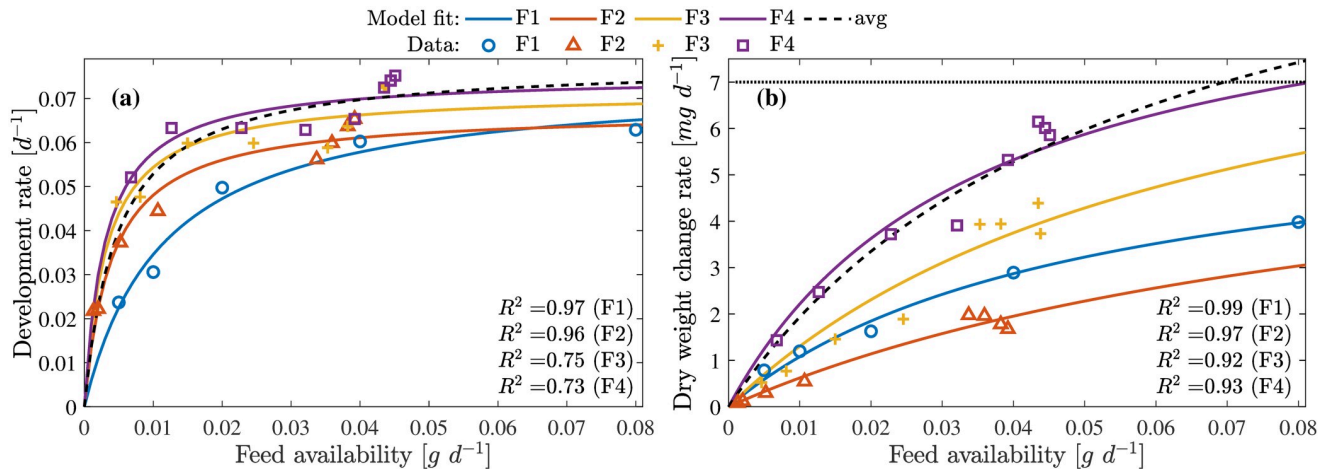 Model fit: F1 F2 F3 F4 avg
Data: F1 F2 F3 F4
(a)
Development rate [d⁻¹]
0.07
0.06
0.05
0.04
0.03
0.02
0.01
0
R² =0.97 (F1)
R² =0.96 (F2)
R² =0.75 (F3)
R² =0.73 (F4)
0 0.01 0.02 0.03 0.04 0.05 0.06 0.07 0.08
Feed availability [g d⁻¹]
(b)
Dry weight change rate [mg d⁻¹]
7
6
5
4
3
2
1
0
R² =0.99 (F1)
R² =0.97 (F2)
R² =0.92 (F3)
R² =0.93 (F4)
0 0.01 0.02 0.03 0.04 0.05 0.06 0.07 0.08
Feed availability [g d⁻¹]